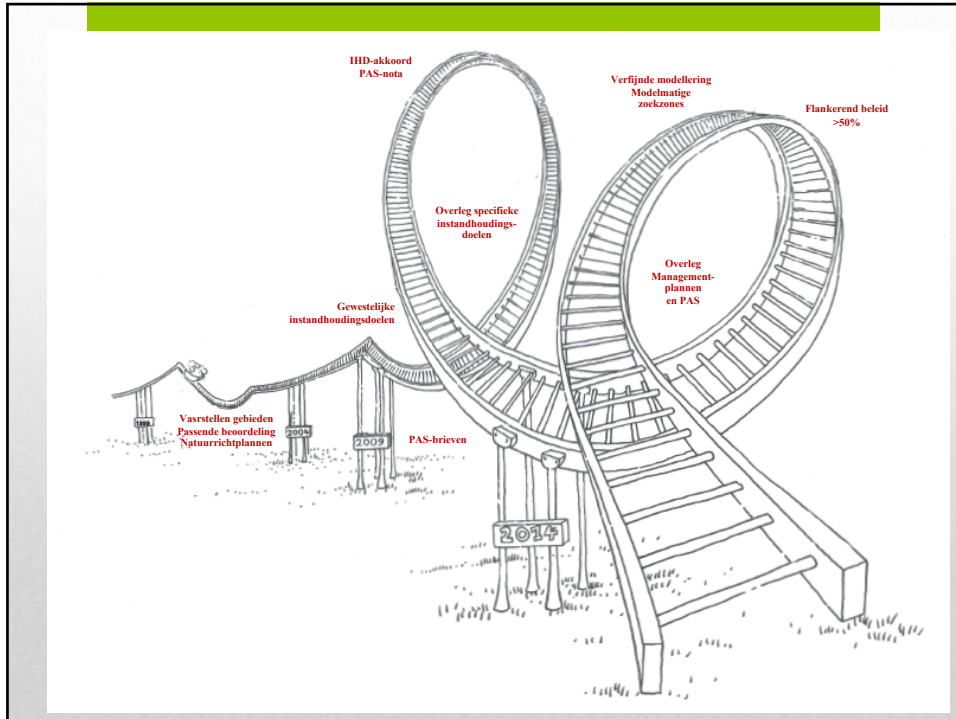 IHD-akkoord
PAS-nota
Verfijnde modellering
Modelmatige
zoekzones
Flankerend beleid
>50%
Overleg specifieke
instandhoudings-
doelen
Overleg
Management-
plannen
en PAS
Gewestelijke
instandhoudingsdoelen
1999
Vasrstellen gebieden
Passende beoordeling
Natuurrichtplannen
2004
2009
PAS-brieven
2014